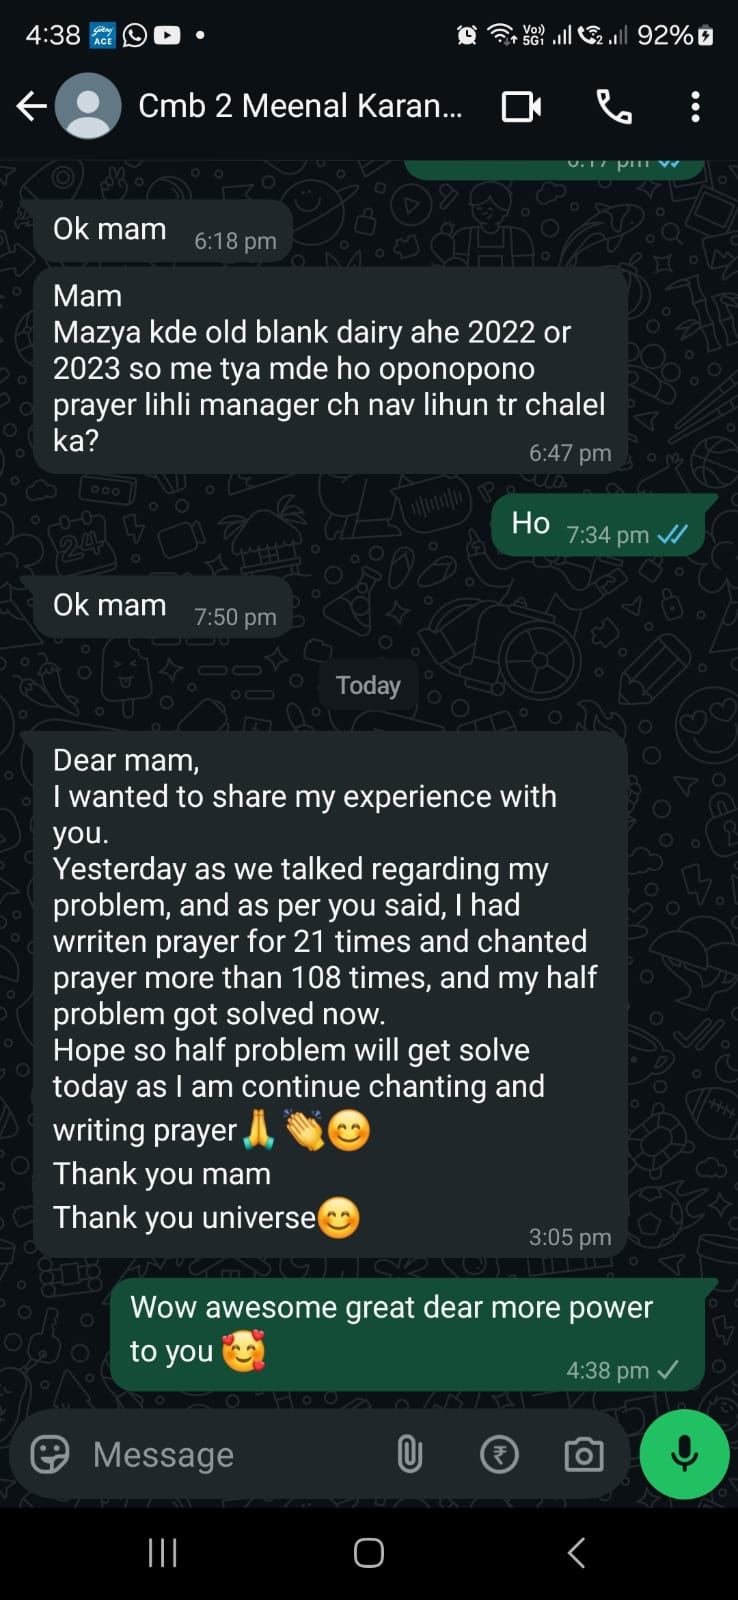 4:38
92%
Cmb 2 Meenal Karan...
6:17 pm
Ok mam 6:18 pm
Mam
Mazya kde old blank dairy ahe 2022 or
2023 so me tya mde ho oponopono
prayer lihli manager ch nav lihun tr chalel
ka?
6:47 pm
Ho 7:34 pm
Ok mam 7:50 pm
Today
Dear mam,
I wanted to share my experience with
you.
Yesterday as we talked regarding my
problem, and as per you said, I had
wrriten prayer for 21 times and chanted
prayer more than 108 times, and my half
problem got solved now.
Hope so half problem will get solve
today as I am continue chanting and
writing prayer🙏👏😊
Thank you mam
Thank you universe😊
3:05 pm
Wow awesome great dear more power
to you 🥰
4:38 pm
Message